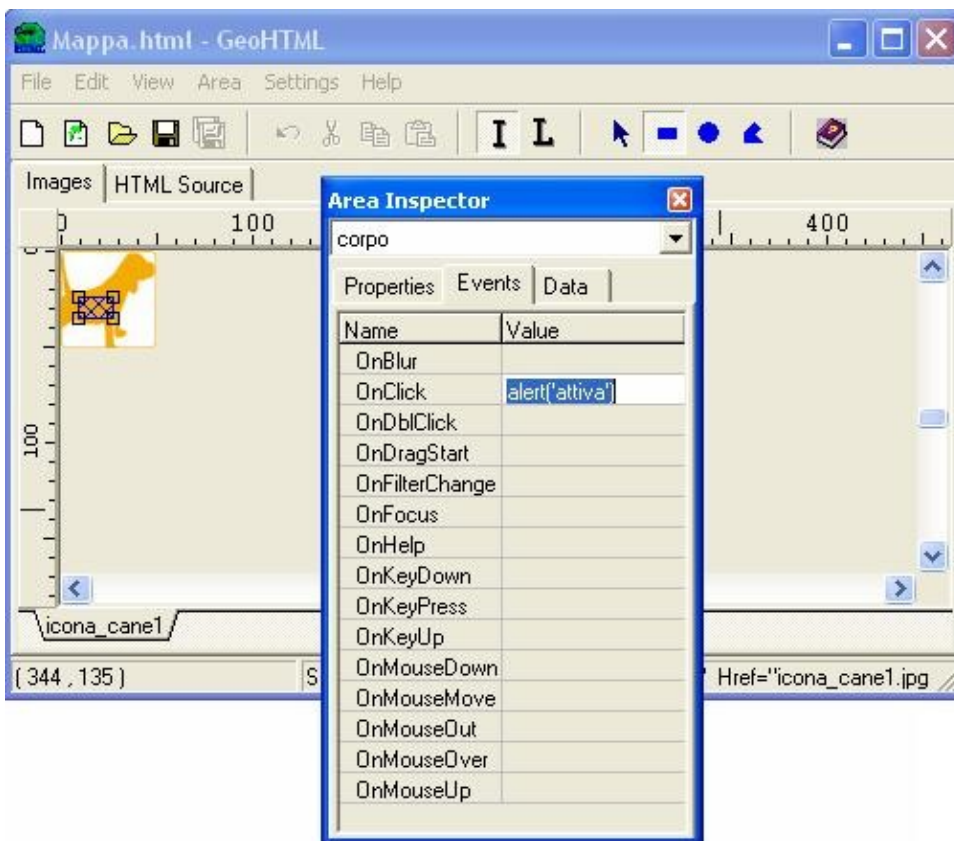 Mappa.html - GeoHTML
File Edit View Area Settings Help
I L
Images HTML Source
0 100 400
Area Inspector
corpo
Properties Events Data
Name Value
OnBlur
OnClick alert('attiva')
OnDblClick
OnDragStart
OnFilterChange
OnFocus
OnHelp
OnKeyDown
OnKeyPress
OnKeyUp
OnMouseDown
OnMouseMove
OnMouseOut
OnMouseOver
OnMouseUp
0
100
icona_cane1
( 344 , 135 ) S " Href="icona_cane1.jpg